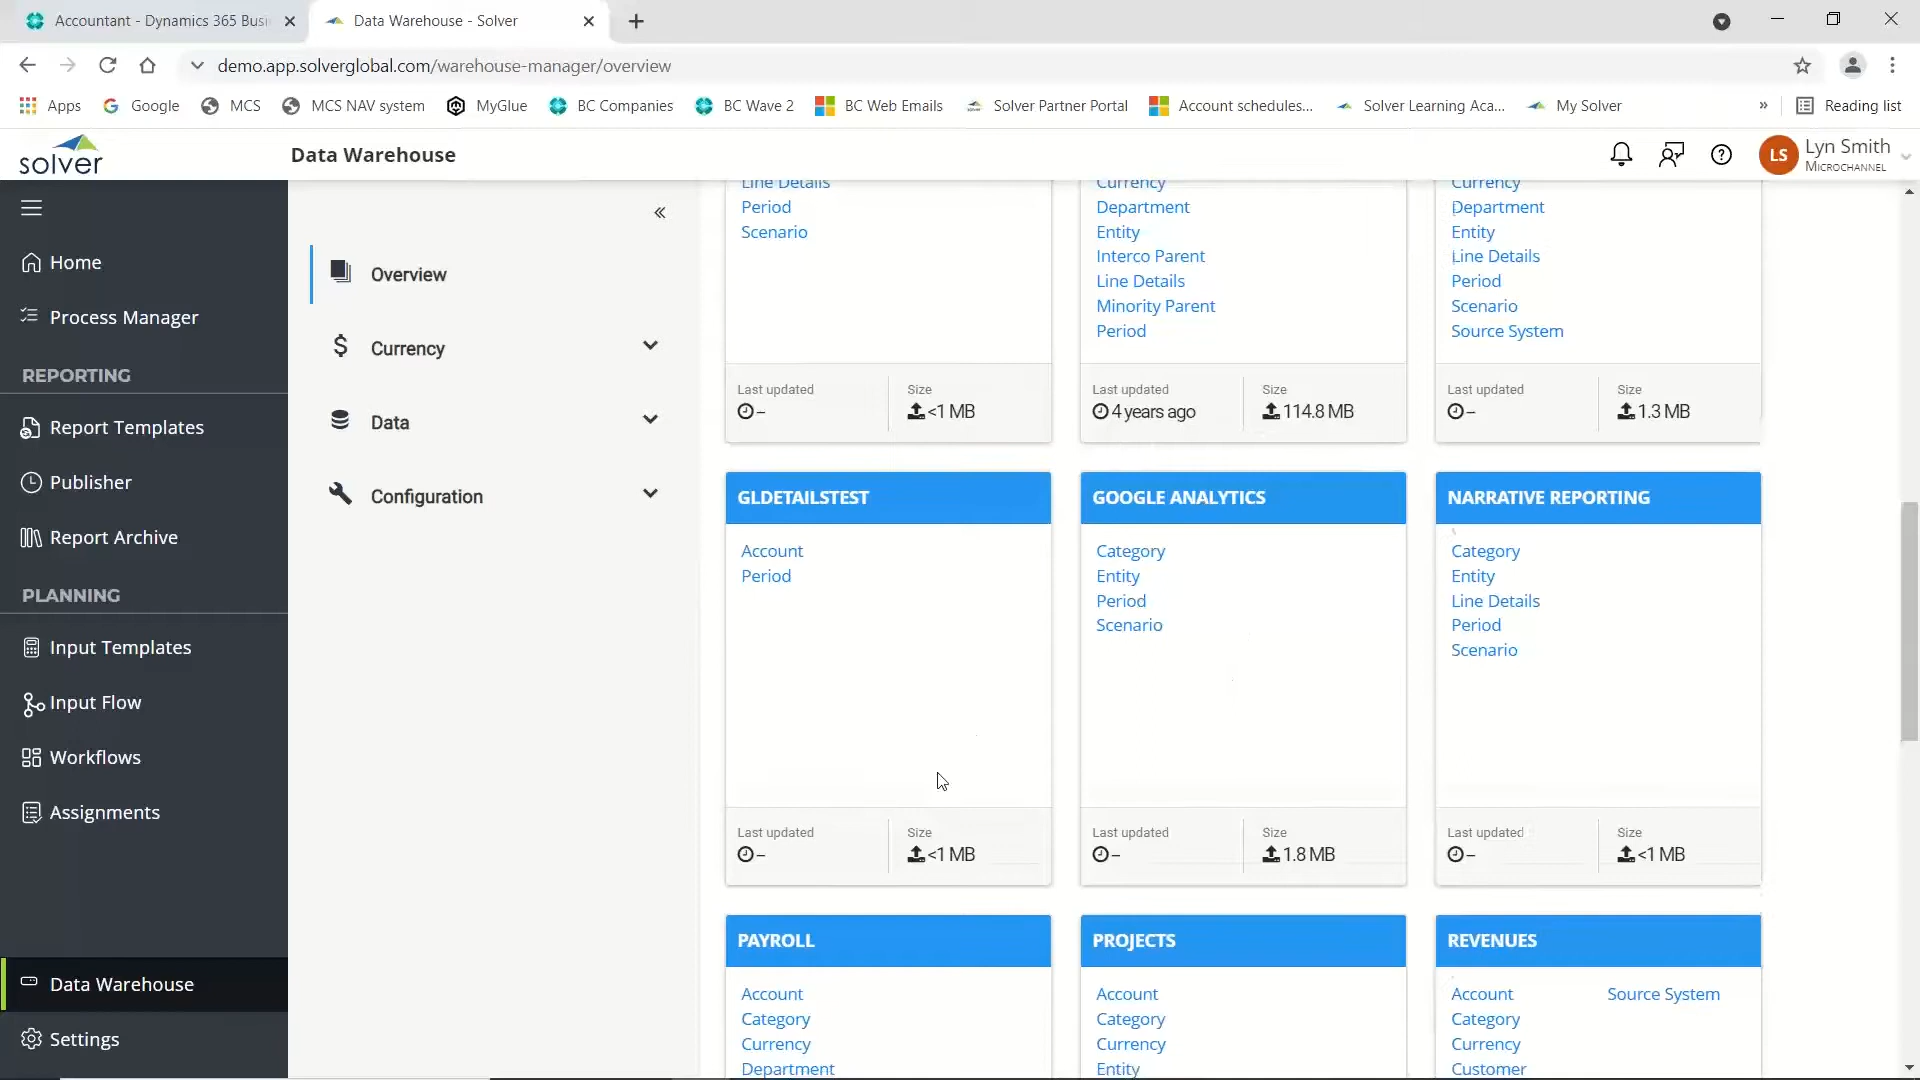 Accountant - Dynamics 365 Busi
Data Warehouse - Solver
demo.app.solverglobal.com/warehouse-manager/overview
Apps
Google
MCS
MCS NAV system
MyGlue
BC Companies
BC Wave 2
BC Web Emails
Solver Partner Portal
Account schedules...
Solver Learning Aca...
My Solver
»
Reading list
solver
Data Warehouse
LS
Lyn Smith
MICROCHANNEL
Home
Process Manager
REPORTING
Report Templates
Publisher
Report Archive
PLANNING
Input Templates
Input Flow
Workflows
Assignments
Data Warehouse
Settings
«
Overview
Currency
Data
Configuration
Line Details
Period
Scenario
Last updated
–
Size
<1 MB
Currency
Department
Entity
Interco Parent
Line Details
Minority Parent
Period
Last updated
4 years ago
Size
114.8 MB
Currency
Department
Entity
Line Details
Period
Scenario
Source System
Last updated
–
Size
1.3 MB
GLDETAILSTEST
Account
Period
Last updated
–
Size
<1 MB
GOOGLE ANALYTICS
Category
Entity
Period
Scenario
Last updated
–
Size
1.8 MB
NARRATIVE REPORTING
Category
Entity
Line Details
Period
Scenario
Last updated
–
Size
<1 MB
PAYROLL
Account
Category
Currency
Department
PROJECTS
Account
Category
Currency
Entity
REVENUES
Account
Category
Currency
Customer
Source System